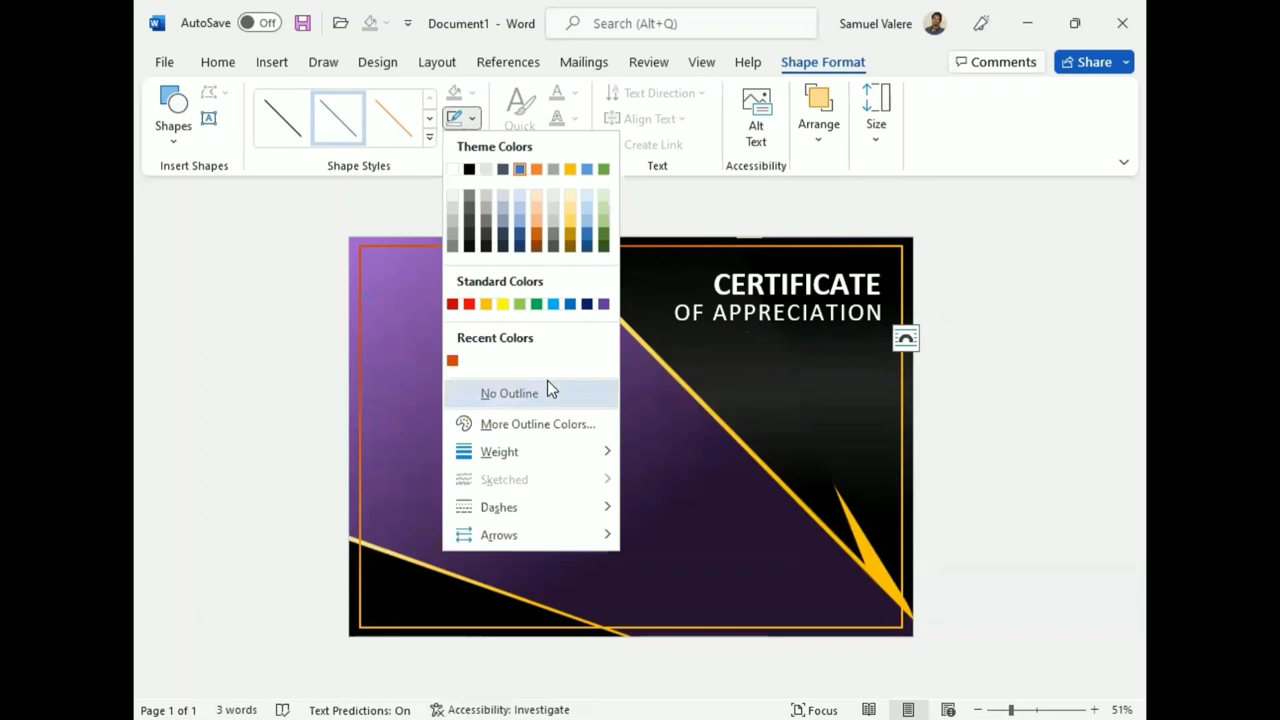 AutoSave Off Document1 - Word Search (Alt+Q) Samuel Valere
File Home Insert Draw Design Layout References Mailings Review View Help Shape Format Comments Share
Shapes
Quick
Text Direction
Align Text
Create Link
Alt
Text
Arrange
Size
Insert Shapes Shape Styles Text Accessibility
Theme Colors
Standard Colors
Recent Colors
No Outline
More Outline Colors...
Weight
Sketched
Dashes
Arrows
CERTIFICATE
OF APPRECIATION
Page 1 of 1 3 words Text Predictions: On Accessibility: Investigate Focus 51%